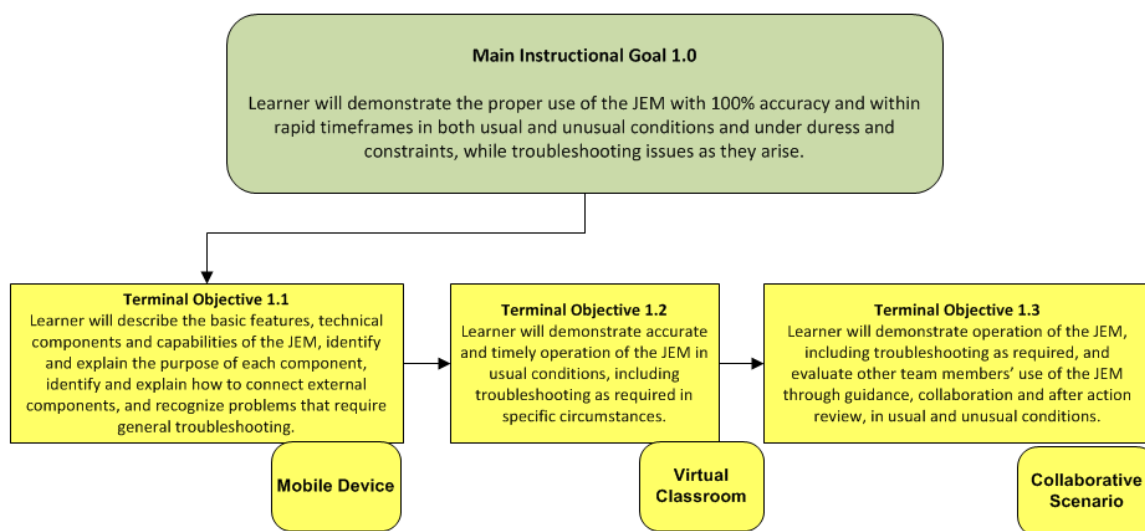 Main Instructional Goal 1.0
Learner will demonstrate the proper use of the JEM with 100% accuracy and within
rapid timeframes in both usual and unusual conditions and under duress and
constraints, while troubleshooting issues as they arise.
Terminal Objective 1.1
Learner will describe the basic features, technical
components and capabilities of the JEM, identify
and explain the purpose of each component,
identify and explain how to connect external
components, and recognize problems that require
general troubleshooting.
Mobile Device
Terminal Objective 1.2
Learner will demonstrate accurate
and timely operation of the JEM in
usual conditions, including
troubleshooting as required in
specific circumstances.
Virtual
Classroom
Terminal Objective 1.3
Learner will demonstrate operation of the JEM,
including troubleshooting as required, and
evaluate other team members’ use of the JEM
through guidance, collaboration and after action
review, in usual and unusual conditions.
Collaborative
Scenario